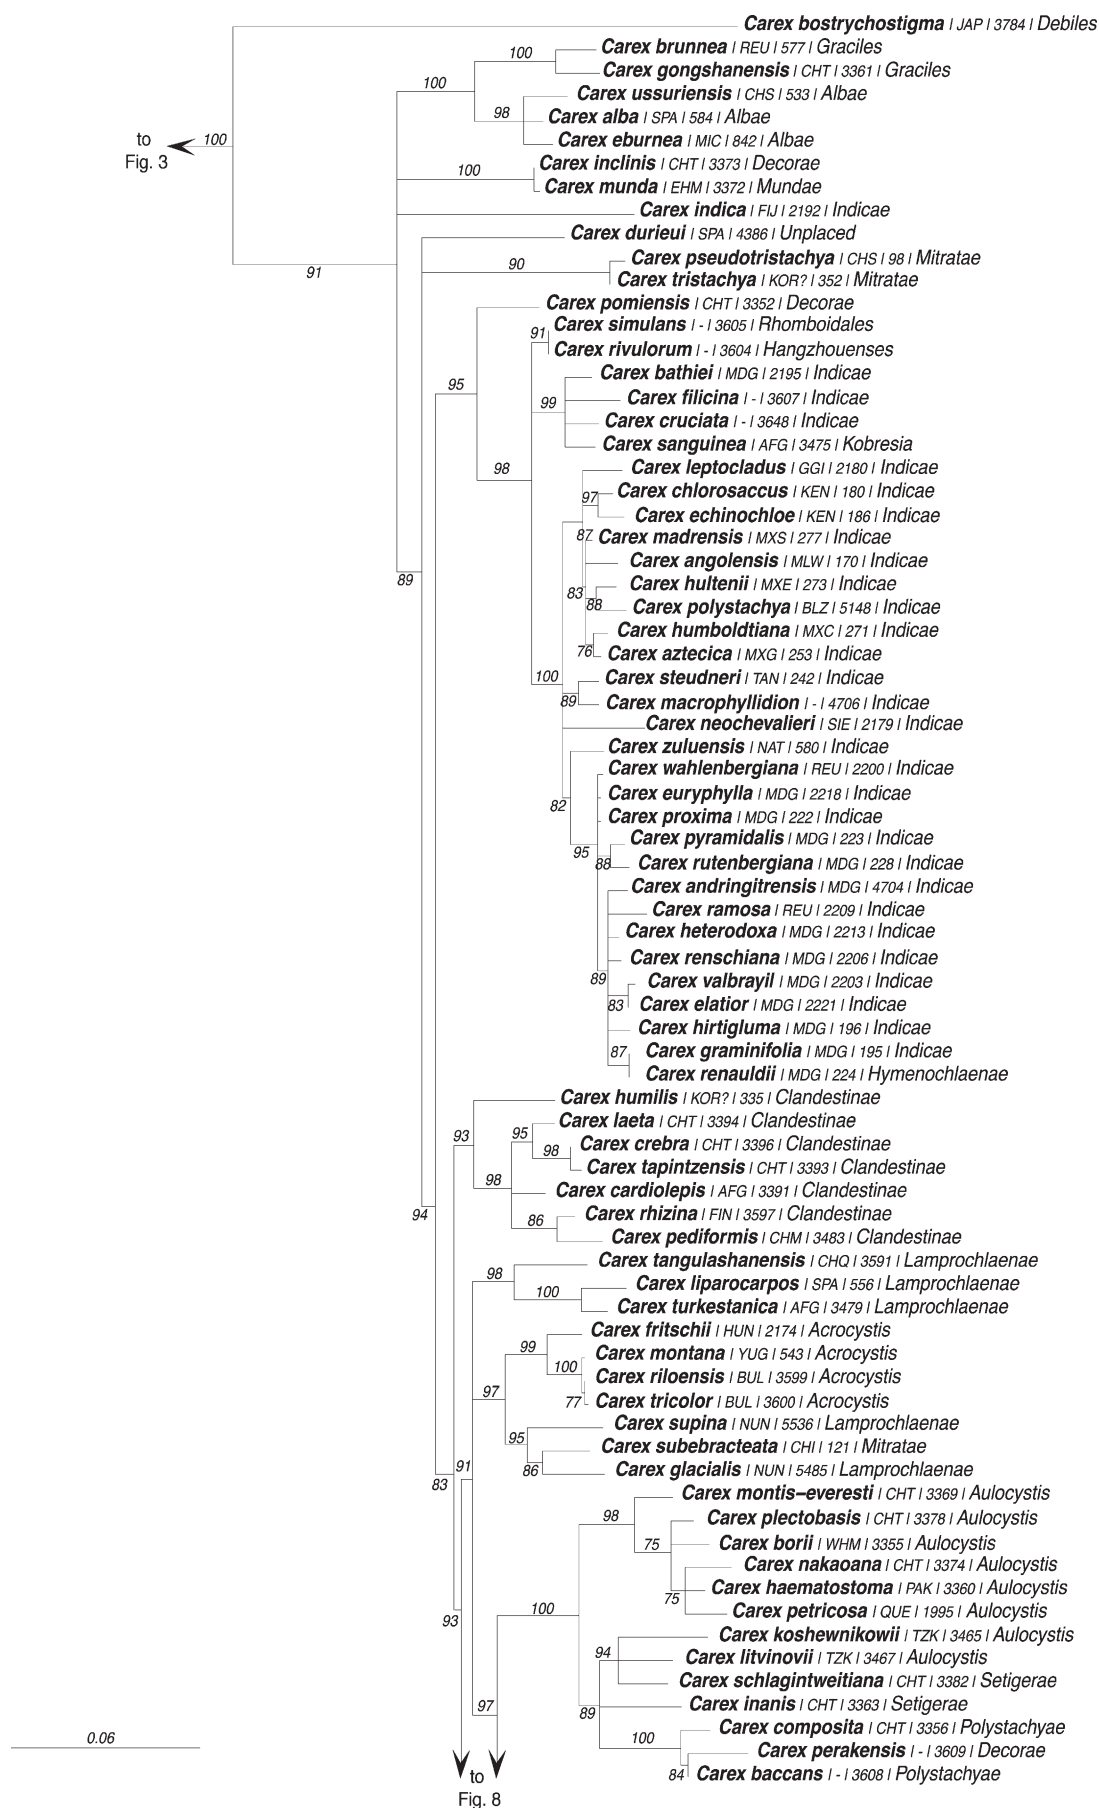 Carex bostrychostigma | JAP | 3784 | Debiles
Carex brunnea | REU | 577 | Graciles
100
Carex gongshanensis | CHT | 3361 | Graciles
100
Carex ussuriensis | CHS | 533 | Albae
98
Carex alba | SPA | 584 | Albae
to
Fig. 3
100
Carex eburnea | MIC | 842 | Albae
Carex inclinis | CHT | 3373 | Decorae
100
Carex munda | EHM | 3372 | Mundae
Carex indica | FIJ | 2192 | Indicae
Carex durieui | SPA | 4386 | Unplaced
91
90
Carex pseudotristachya | CHS | 98 | Mitratae
Carex tristachya | KOR? | 352 | Mitratae
Carex pomiensis | CHT | 3352 | Decorae
Carex simulans | - | 3605 | Rhomboidales
91
Carex rivulorum | - | 3604 | Hangzhouenses
Carex bathiei | MDG | 2195 | Indicae
95
Carex filicina | - | 3607 | Indicae
99
Carex cruciata | - | 3648 | Indicae
Carex sanguinea | AFG | 3475 | Kobresia
98
Carex leptocladus | GGI | 2180 | Indicae
Carex chlorosaccus | KEN | 180 | Indicae
97
Carex echinochloe | KEN | 186 | Indicae
87
Carex madrensis | MXS | 277 | Indicae
Carex angolensis | MLW | 170 | Indicae
89
Carex hultenii | MXE | 273 | Indicae
83
88
Carex polystachya | BLZ | 5148 | Indicae
Carex humboldtiana | MXC | 271 | Indicae
76
Carex aztecica | MXG | 253 | Indicae
100
Carex steudneri | TAN | 242 | Indicae
89
Carex macrophyllidion | - | 4706 | Indicae
Carex neochevalieri | SIE | 2179 | Indicae
Carex zuluensis | NAT | 580 | Indicae
Carex wahlenbergiana | REU | 2200 | Indicae
Carex euryphylla | MDG | 2218 | Indicae
82
Carex proxima | MDG | 222 | Indicae
Carex pyramidalis | MDG | 223 | Indicae
95
88
Carex rutenbergiana | MDG | 228 | Indicae
Carex andringitrensis | MDG | 4704 | Indicae
Carex ramosa | REU | 2209 | Indicae
Carex heterodoxa | MDG | 2213 | Indicae
Carex renschiana | MDG | 2206 | Indicae
89
Carex valbrayil | MDG | 2203 | Indicae
83
Carex elatior | MDG | 2221 | Indicae
Carex hirtigluma | MDG | 196 | Indicae
87
Carex graminifolia | MDG | 195 | Indicae
Carex renauldii | MDG | 224 | Hymenochlaenae
Carex humilis | KOR? | 335 | Clandestinae
Carex laeta | CHT | 3394 | Clandestinae
93
95
Carex crebra | CHT | 3396 | Clandestinae
98
Carex tapintzensis | CHT | 3393 | Clandestinae
98
Carex cardiolepis | AFG | 3391 | Clandestinae
94
Carex rhizina | FIN | 3597 | Clandestinae
86
Carex pediformis | CHM | 3483 | Clandestinae
Carex tangulashanensis | CHQ | 3591 | Lamprochlaenae
98
Carex liparocarpos | SPA | 556 | Lamprochlaenae
100
Carex turkestanica | AFG | 3479 | Lamprochlaenae
Carex fritschii | HUN | 2174 | Acrocystis
99
Carex montana | YUG | 543 | Acrocystis
100
Carex riloensis | BUL | 3599 | Acrocystis
97
77
Carex tricolor | BUL | 3600 | Acrocystis
Carex supina | NUN | 5536 | Lamprochlaenae
95
Carex subebracteata | CHI | 121 | Mitratae
91
86
Carex glacialis | NUN | 5485 | Lamprochlaenae
83
Carex montis–everesti | CHT | 3369 | Aulocystis
98
Carex plectobasis | CHT | 3378 | Aulocystis
75
Carex borii | WHM | 3355 | Aulocystis
Carex nakaoana | CHT | 3374 | Aulocystis
Carex haematostoma | PAK | 3360 | Aulocystis
75
Carex petricosa | QUE | 1995 | Aulocystis
93
100
Carex koshewnikowii | TZK | 3465 | Aulocystis
94
Carex litvinovii | TZK | 3467 | Aulocystis
Carex schlagintweitiana | CHT | 3382 | Setigerae
97
89
Carex inanis | CHT | 3363 | Setigerae
Carex composita | CHT | 3356 | Polystachyae
0.06
100
Carex perakensis | - | 3609 | Decorae
84
Carex baccans | - | 3608 | Polystachyae
to
Fig. 8